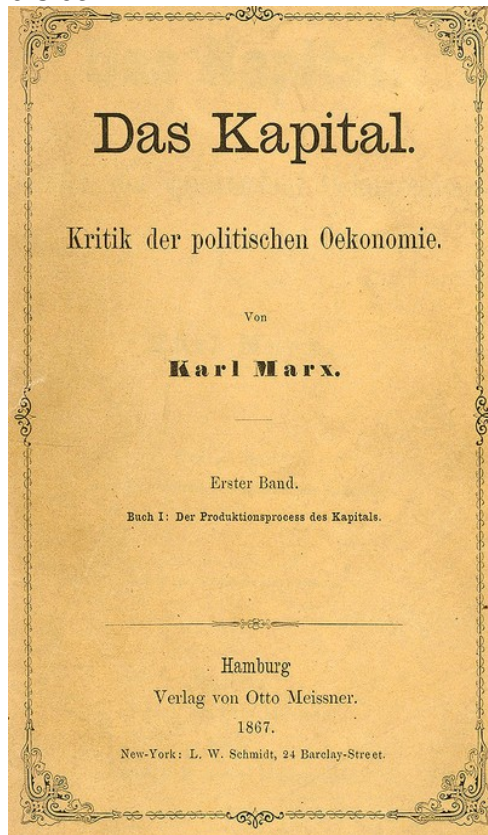 Das Kapital.
Kritik der politischen Oekonomie.
Von
Karl Marx.
Erster Band.
Buch I: Der Produktionsprocess des Kapitals.
Hamburg
Verlag von Otto Meissner.
1867.
New-York: L. W. Schmidt, 24 Barclay-Street.